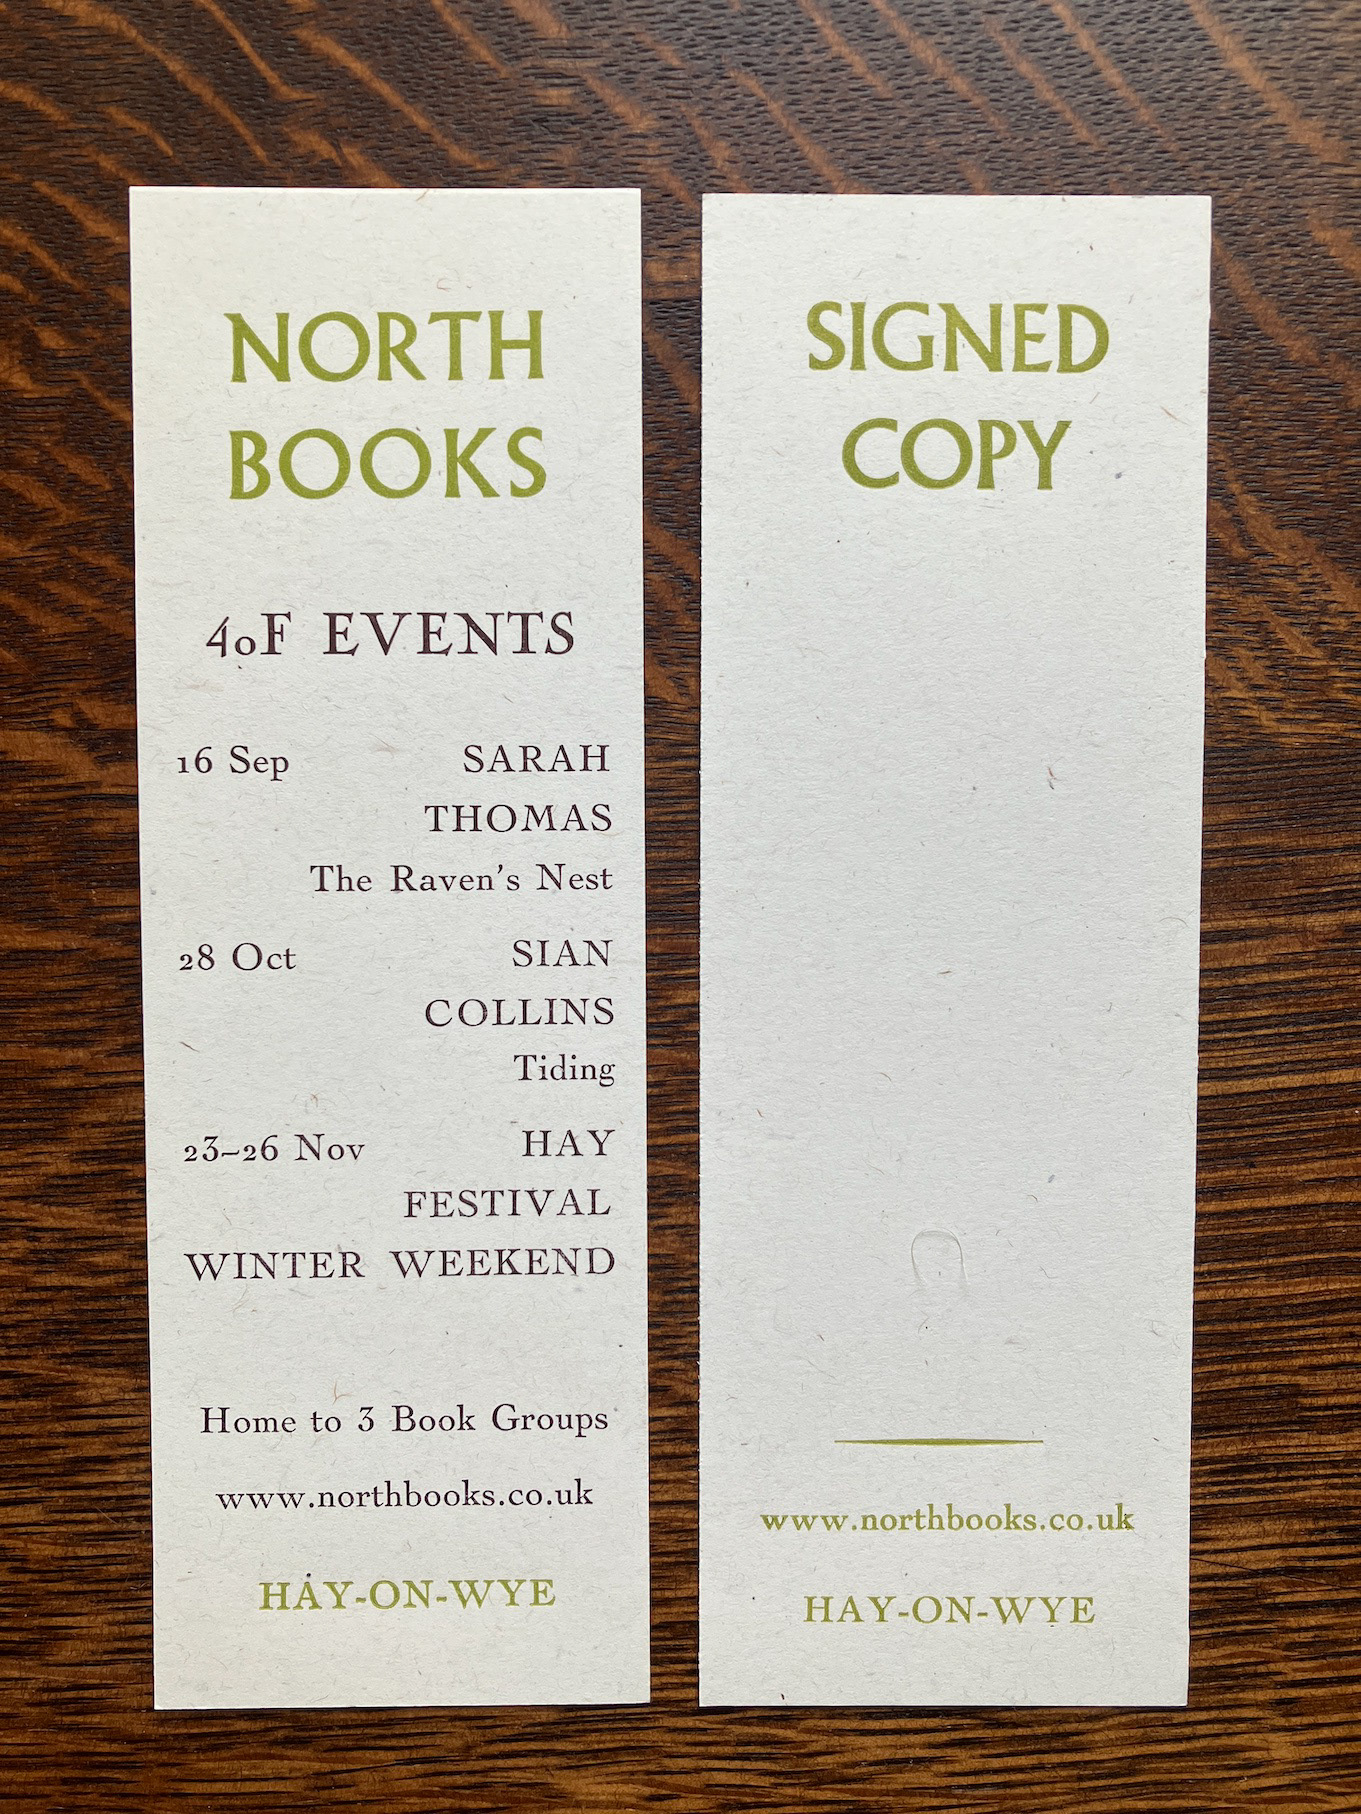 NORTH
BOOKS
40F EVENTS
16 Sep SARAH
THOMAS
The Raven's Nest
28 Oct SIAN
COLLINS
Tiding
23–26 Nov HAY
FESTIVAL
WINTER WEEKEND
Home to 3 Book Groups
www.northbooks.co.uk
HAY-ON-WYE
SIGNED
COPY
www.northbooks.co.uk
HAY-ON-WYE